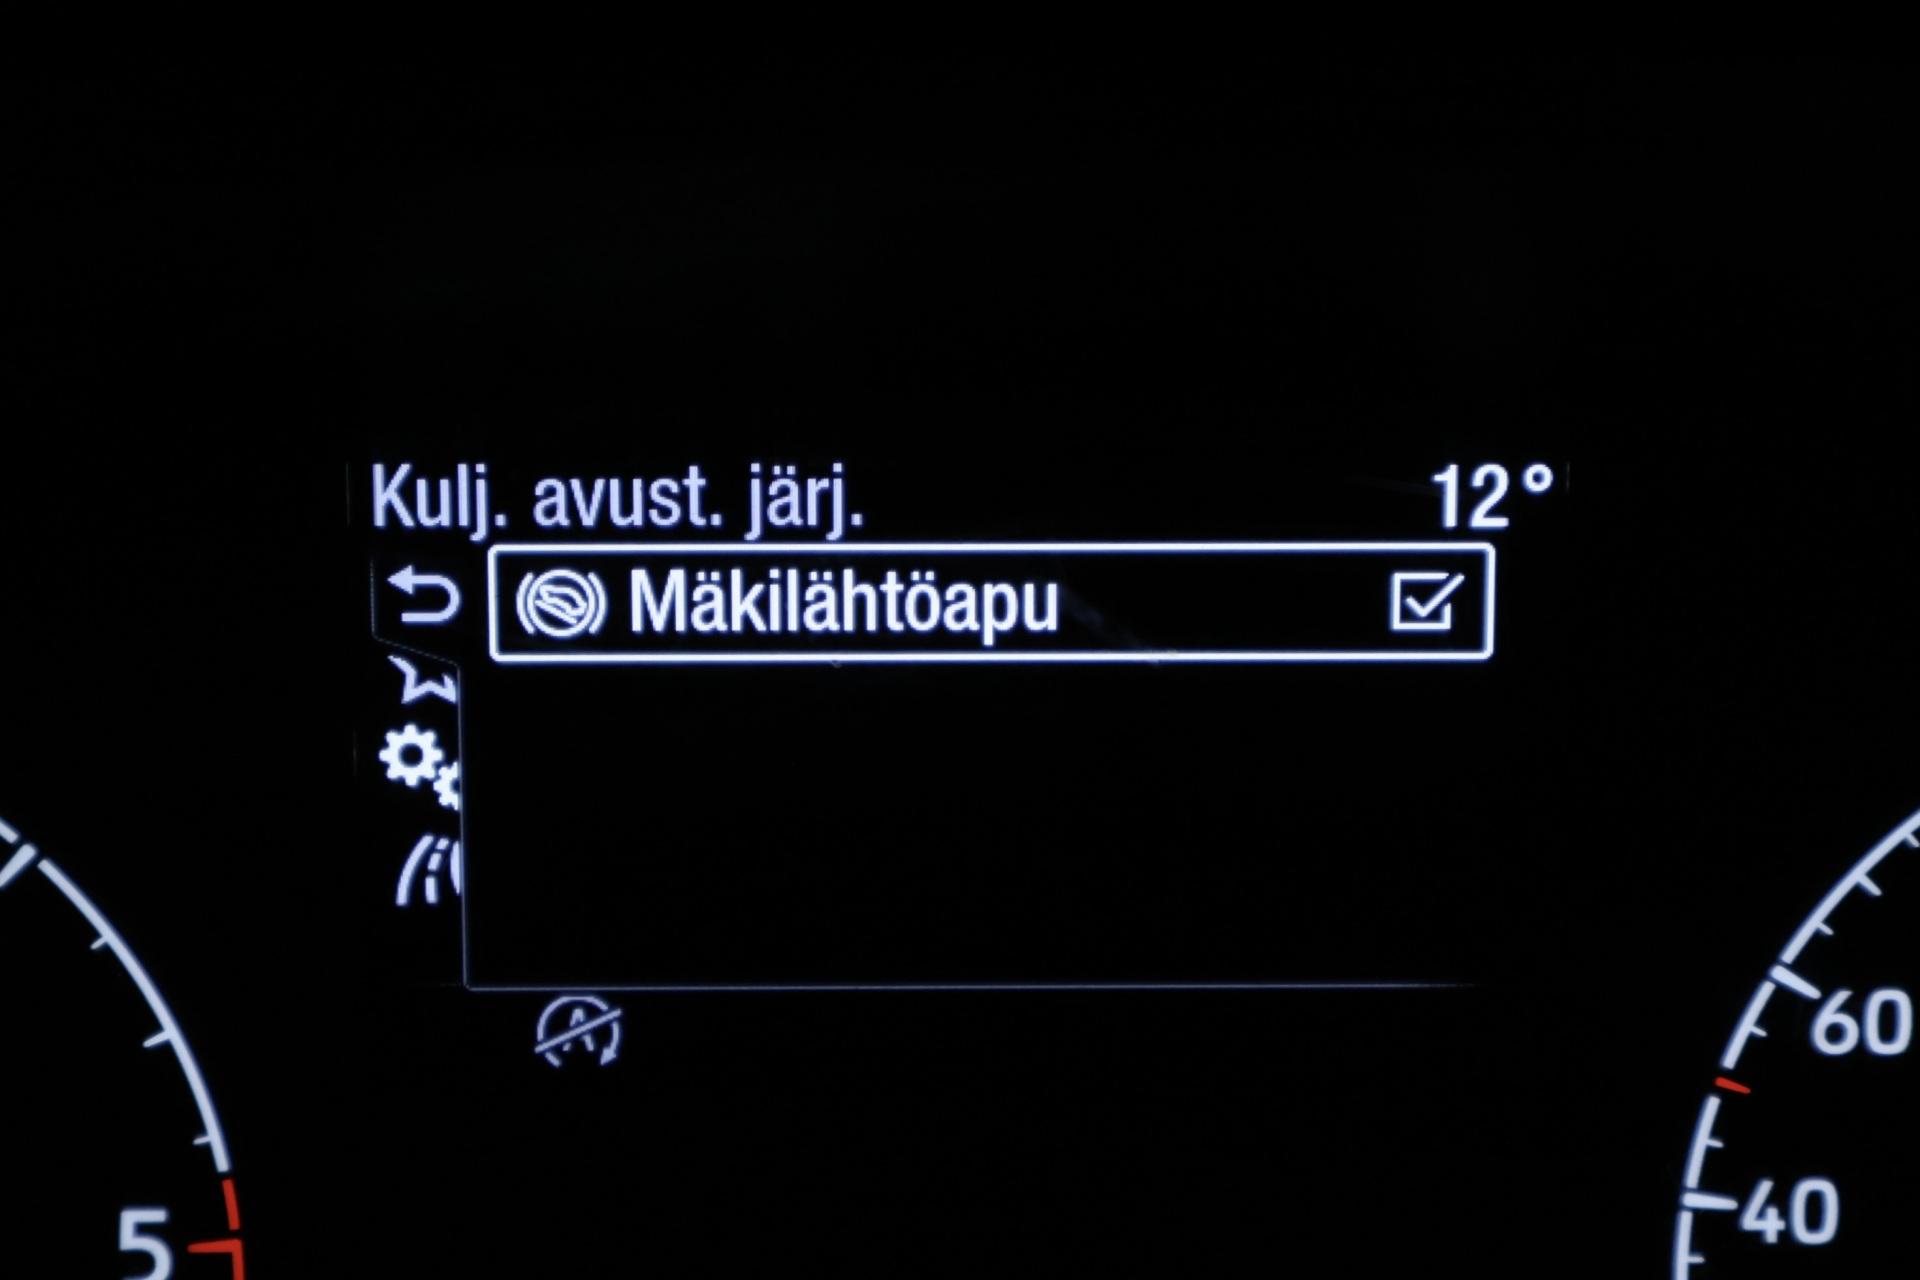 Kulj. avust. järj. 12°
Mäkilähtöapu
A
60
40
5